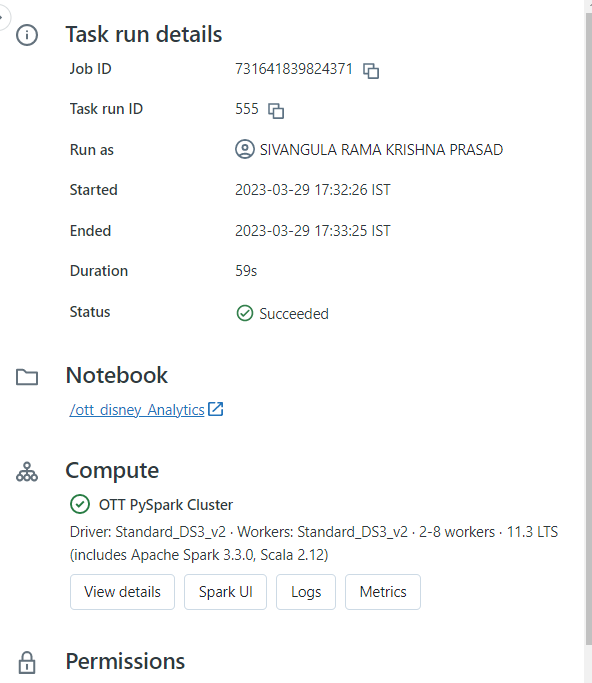 Task run details
Job ID 731641839824371
Task run ID 555
Run as SIVANGULA RAMA KRISHNA PRASAD
Started 2023-03-29 17:32:26 IST
Ended 2023-03-29 17:33:25 IST
Duration 59s
Status Succeeded
Notebook
/ott_disney_Analytics
Compute
OTT PySpark Cluster
Driver: Standard_DS3_v2 · Workers: Standard_DS3_v2 · 2-8 workers · 11.3 LTS
(includes Apache Spark 3.3.0, Scala 2.12)
View details Spark UI Logs Metrics
Permissions